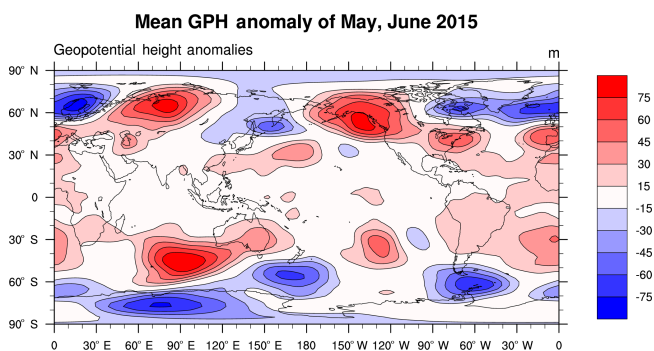 Mean GPH anomaly of May, June 2015
Geopotential height anomalies
m
90° N
60° N
30° N
0
30° S
60° S
90° S
0 30° E 60° E 90° E 120° E 150° E 180 150° W 120° W 90° W 60° W 30° W 0
75
60
45
30
15
-15
-30
-45
-60
-75